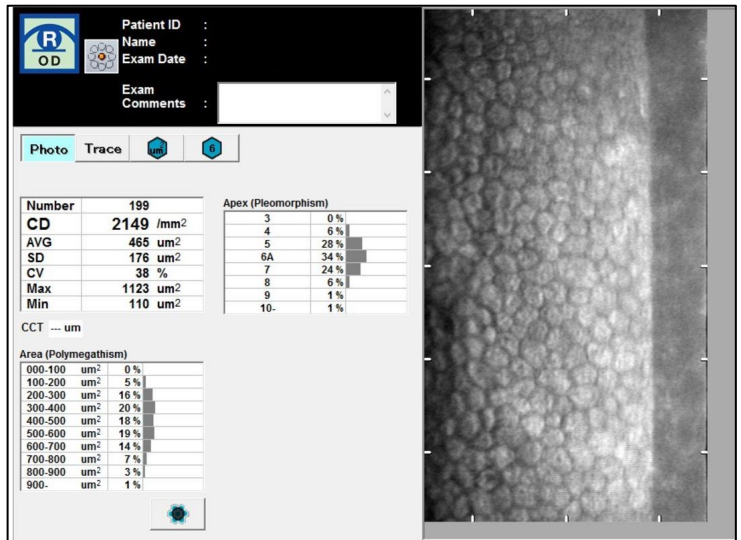 R
OD
Patient ID :
Name :
Exam Date :
Exam
Comments :
Photo Trace um² 6
Number 199
CD 2149 /mm2
AVG 465 um2
SD 176 um2
CV 38 %
Max 1123 um2
Min 110 um2
CCT --- um
Apex (Pleomorphism)
3 0 %
4 6 %
5 28 %
6A 34 %
7 24 %
8 6 %
9 1 %
10- 1 %
Area (Polymegathism)
000-100 um2 0 %
100-200 um2 5 %
200-300 um2 16 %
300-400 um2 20 %
400-500 um2 18 %
500-600 um2 19 %
600-700 um2 14 %
700-800 um2 7 %
800-900 um2 3 %
900- um2 1 %